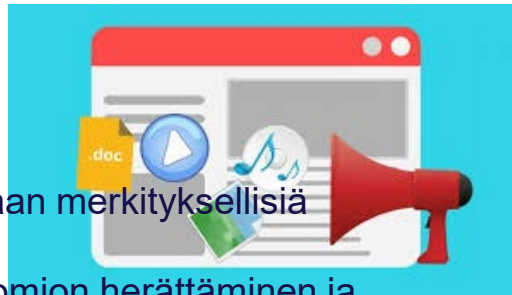 .doc
merkityksellisiä
herättäminen ja